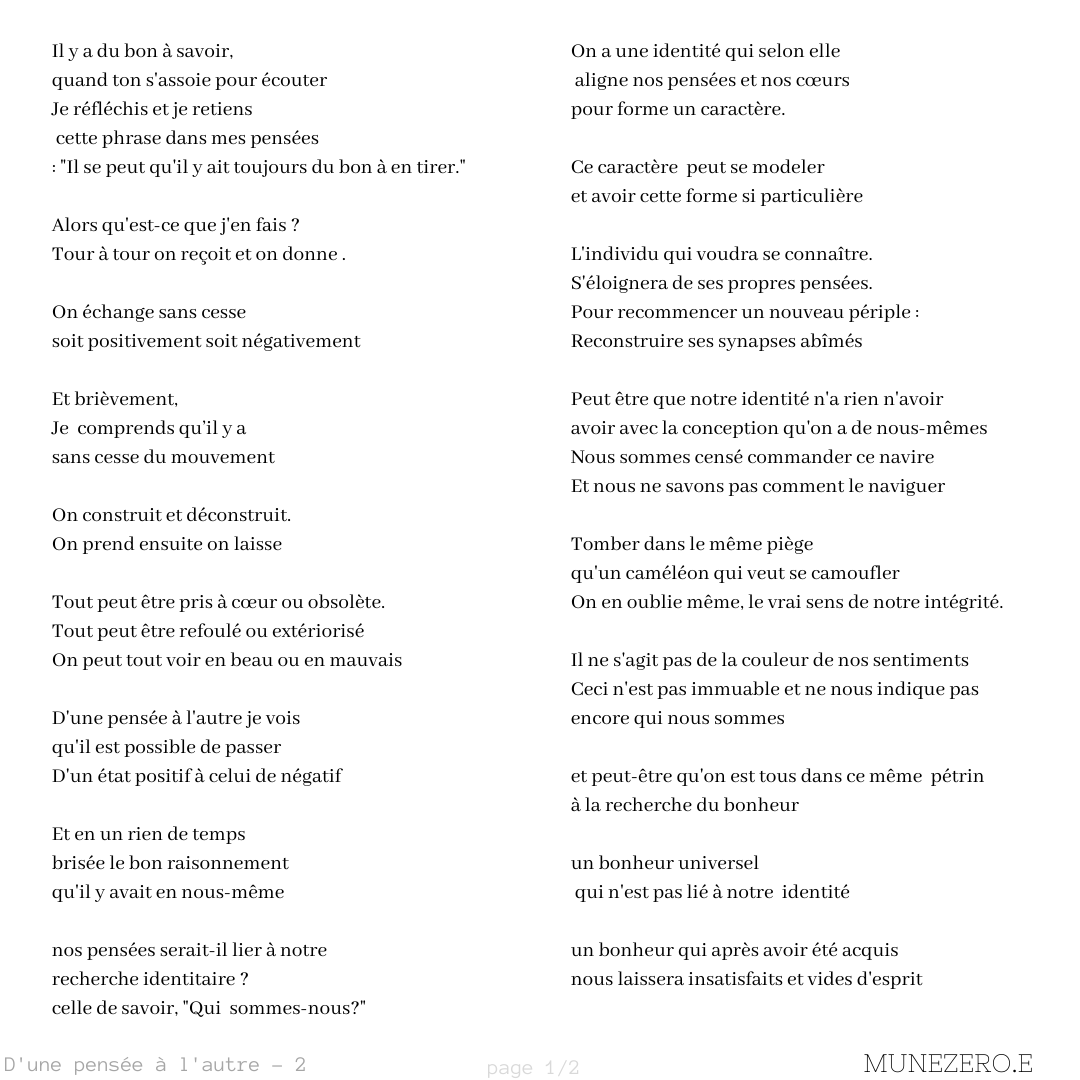 Il y a du bon à savoir,
quand ton s'assoie pour écouter
Je réfléchis et je retiens
cette phrase dans mes pensées
: "Il se peut qu'il y ait toujours du bon à en tirer."

Alors qu'est-ce que j'en fais ?
Tour à tour on reçoit et on donne .

On échange sans cesse
soit positivement soit négativement

Et brièvement,
Je  comprends qu'il y a
sans cesse du mouvement

On construit et déconstruit.
On prend ensuite on laisse

Tout peut être pris à cœur ou obsolète.
Tout peut être refoulé ou extériorisé
On peut tout voir en beau ou en mauvais

D'une pensée à l'autre je vois
qu'il est possible de passer
D'un état positif à celui de négatif

Et en un rien de temps
brisée le bon raisonnement
qu'il y avait en nous-même

nos pensées serait-il lier à notre
recherche identitaire ?
celle de savoir, "Qui  sommes-nous?"

On a une identité qui selon elle
aligne nos pensées et nos cœurs
pour forme un caractère.

Ce caractère  peut se modeler
et avoir cette forme si particulière

L'individu qui voudra se connaître.
S'éloignera de ses propres pensées.
Pour recommencer un nouveau périple :
Reconstruire ses synapses abîmés

Peut être que notre identité n'a rien n'avoir
avoir avec la conception qu'on a de nous-mêmes
Nous sommes censé commander ce navire
Et nous ne savons pas comment le naviguer

Tomber dans le même piège
qu'un caméléon qui veut se camoufler
On en oublie même, le vrai sens de notre intégrité.

Il ne s'agit pas de la couleur de nos sentiments
Ceci n'est pas immuable et ne nous indique pas
encore qui nous sommes

et peut-être qu'on est tous dans ce même  pétrin
à la recherche du bonheur

un bonheur universel
qui n'est pas lié à notre  identité

un bonheur qui après avoir été acquis
nous laissera insatisfaits et vides d'esprit

D'une pensée à l'autre – 2
page 1/2
MUNEZERO.E